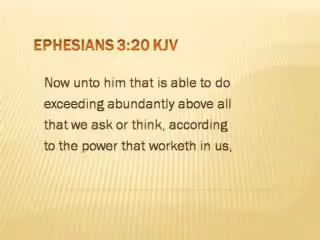 EPHESIANS 3:20 KJV
Now unto him that is able to do
exceeding abundantly above all
that we ask or think, according
to the power that worketh in us,